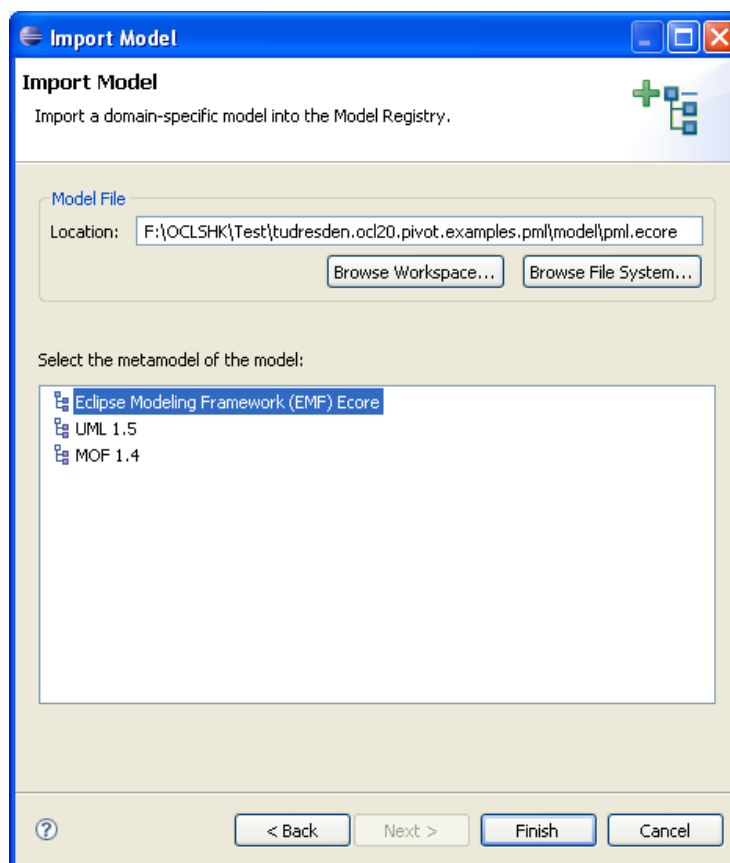 Import Model
Import Model
Import a domain-specific model into the Model Registry.
Model File
Location: F:\OCLSHK\Test\tudresden.ocl20.pivot.examples.pml\model\pml.ecore
Browse Workspace... Browse File System...
Select the metamodel of the model:
Eclipse Modeling Framework (EMF) Ecore
UML 1.5
MOF 1.4
? < Back Next > Finish Cancel